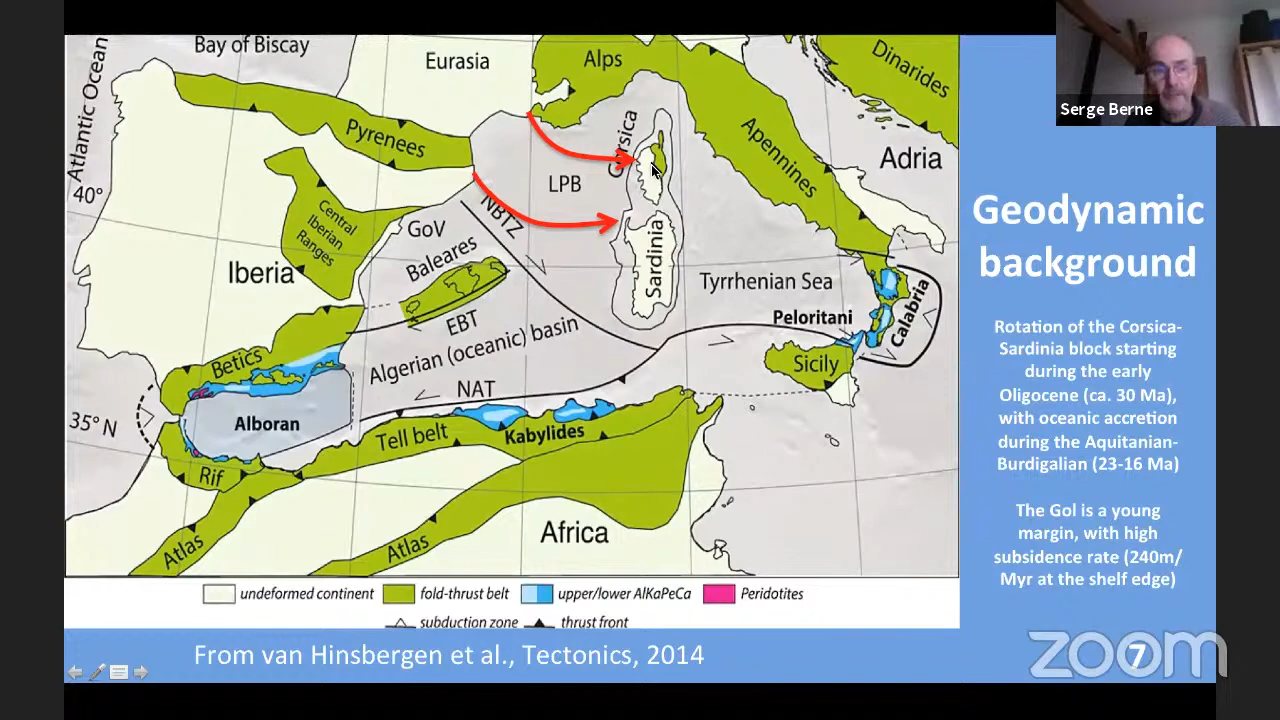 Bay of Biscay
Eurasia
Alps
Dinarides
Atlantic Ocean
Pyrenees
Corsica
Apennines
Adria
40°
LPB
Central
Iberian
Ranges
GoV
NBTZ
Baleares
Iberia
Sardinia
Tyrrhenian Sea
Peloritani
Calabria
EBT
Algerian (oceanic) basin
Betics
Sicily
NAT
35° N
Alboran
Tell belt
Kabylides
Rif
Africa
Atlas
Atlas
undeformed continent
fold-thrust belt
upper/lower AlKaPeCa
Peridotites
subduction zone
thrust front
From van Hinsbergen et al., Tectonics, 2014
Serge Berne
Geodynamic
background
Rotation of the Corsica-
Sardinia block starting
during the early
Oligocene (ca. 30 Ma),
with oceanic accretion
during the Aquitanian-
Burdigalian (23-16 Ma)
The Gol is a young
margin, with high
subsidence rate (240m/
Myr at the shelf edge)
zoom
7